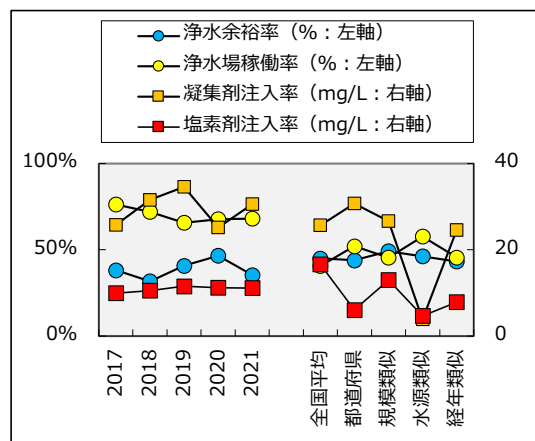 浄水余裕率（%：左軸）
浄水場稼働率（%：左軸）
凝集剤注入率（mg/L：右軸）
塩素剤注入率（mg/L：右軸）
100%
50%
0%
40
20
0
2017
2018
2019
2020
2021
全国平均
都道府県
規模類似
水源類似
経年類似